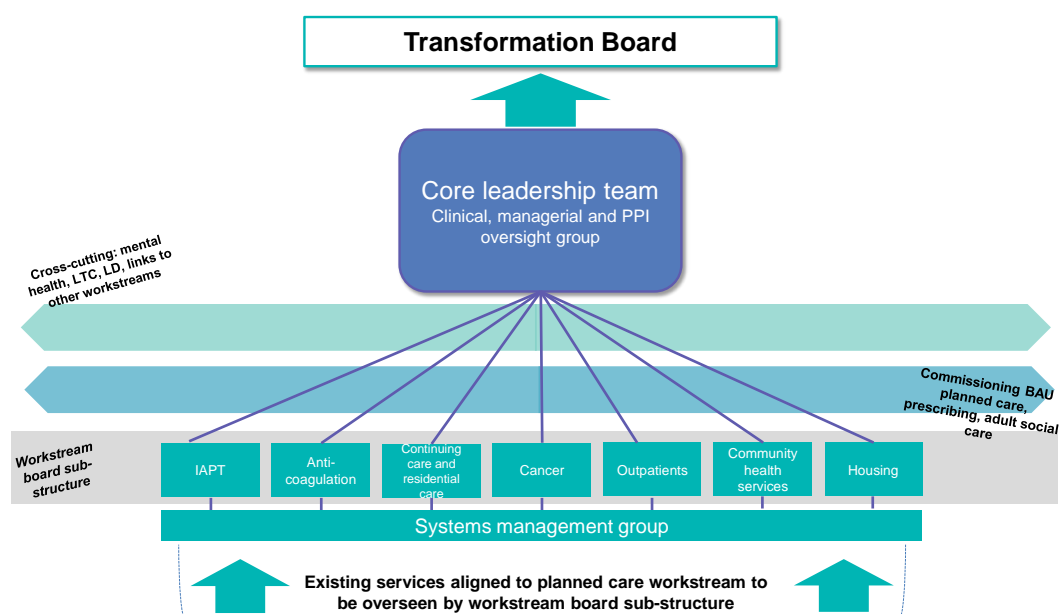 Transformation Board
Core leadership team
Clinical, managerial and PPI
oversight group
Cross-cutting: mental
health, LTC, LD, links to
other workstreams
Commissioning BAU
planned care,
prescribing, adult social
care
Workstream
board sub-
structure
IAPT
Anti-
coagulation
Continuing
care and
residential
care
Cancer
Outpatients
Community
health
services
Housing
Systems management group
Existing services aligned to planned care workstream to
be overseen by workstream board sub-structure